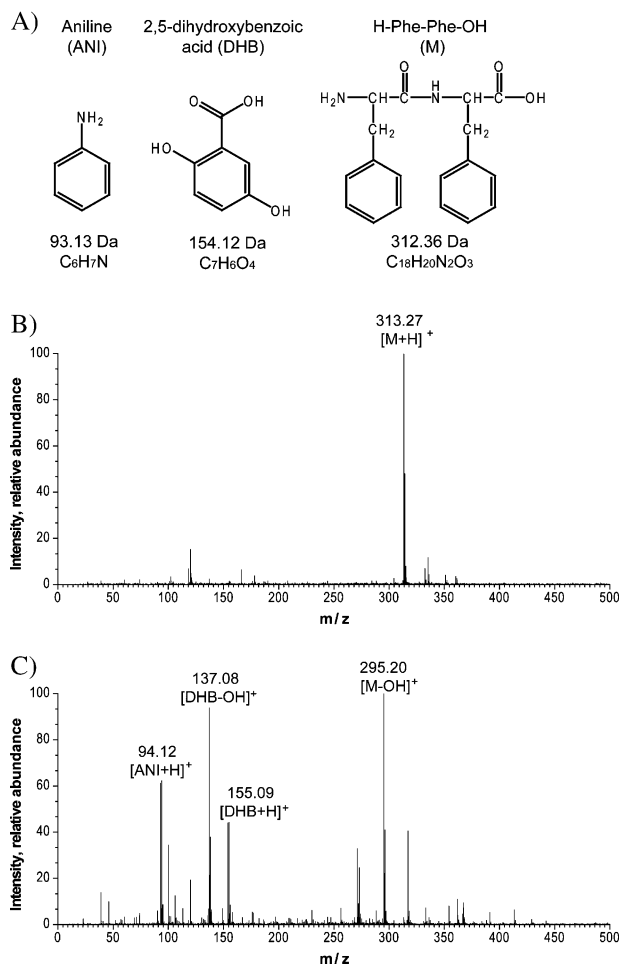 A)
Aniline
(ANI)
2,5-dihydroxybenzoic
acid (DHB)
H-Phe-Phe-OH
(M)
NH2
O
OH
HO
OH
H2N
CH
C
O
H
N
CH
C
O
OH
CH2
CH2
93.13 Da
C6H7N
154.12 Da
C7H6O4
312.36 Da
C18H20N2O3
B)
313.27
[M+H] +
Intensity, relative abundance
100
80
60
40
20
0
0 50 100 150 200 250 300 350 400 450 500
m / z
C)
137.08
[DHB-OH]+
295.20
[M-OH]+
94.12
[ANI+H]+
155.09
[DHB+H]+
Intensity, relative abundance
100
80
60
40
20
0
0 50 100 150 200 250 300 350 400 450 500
m / z